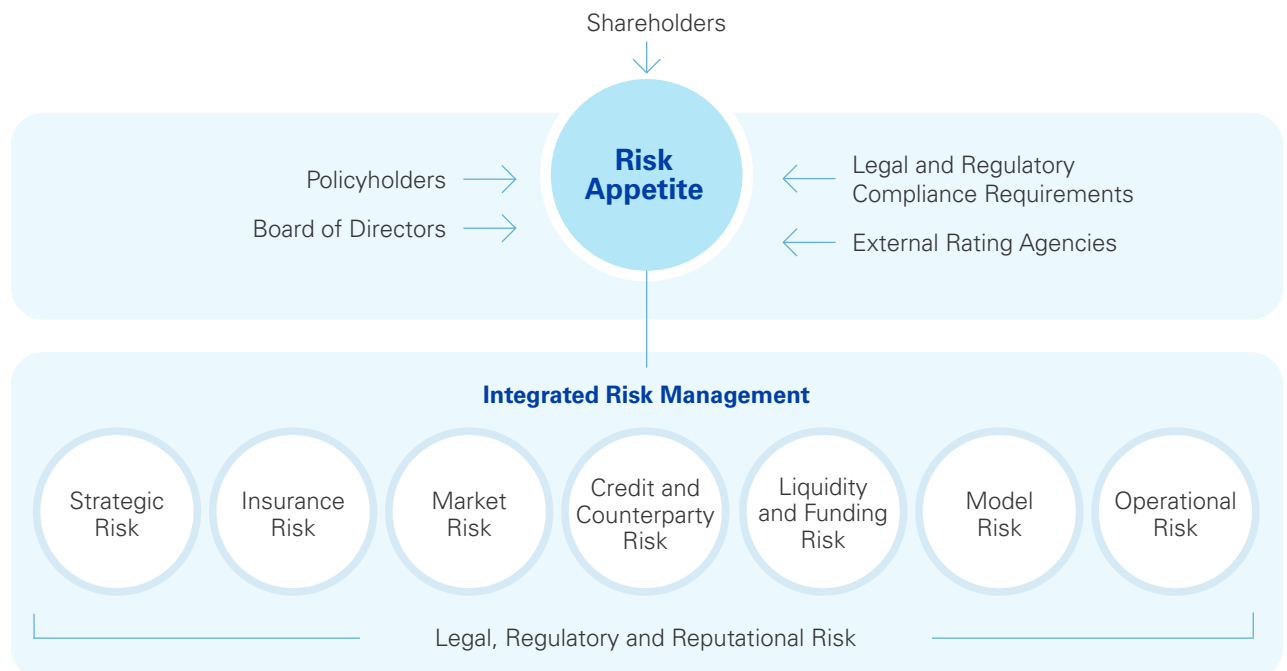 Shareholders
Risk
Appetite
Policyholders
Board of Directors
Legal and Regulatory
Compliance Requirements
External Rating Agencies
Integrated Risk Management
Strategic
Risk
Insurance
Risk
Market
Risk
Credit and
Counterparty
Risk
Liquidity
and Funding
Risk
Model
Risk
Operational
Risk
Legal, Regulatory and Reputational Risk